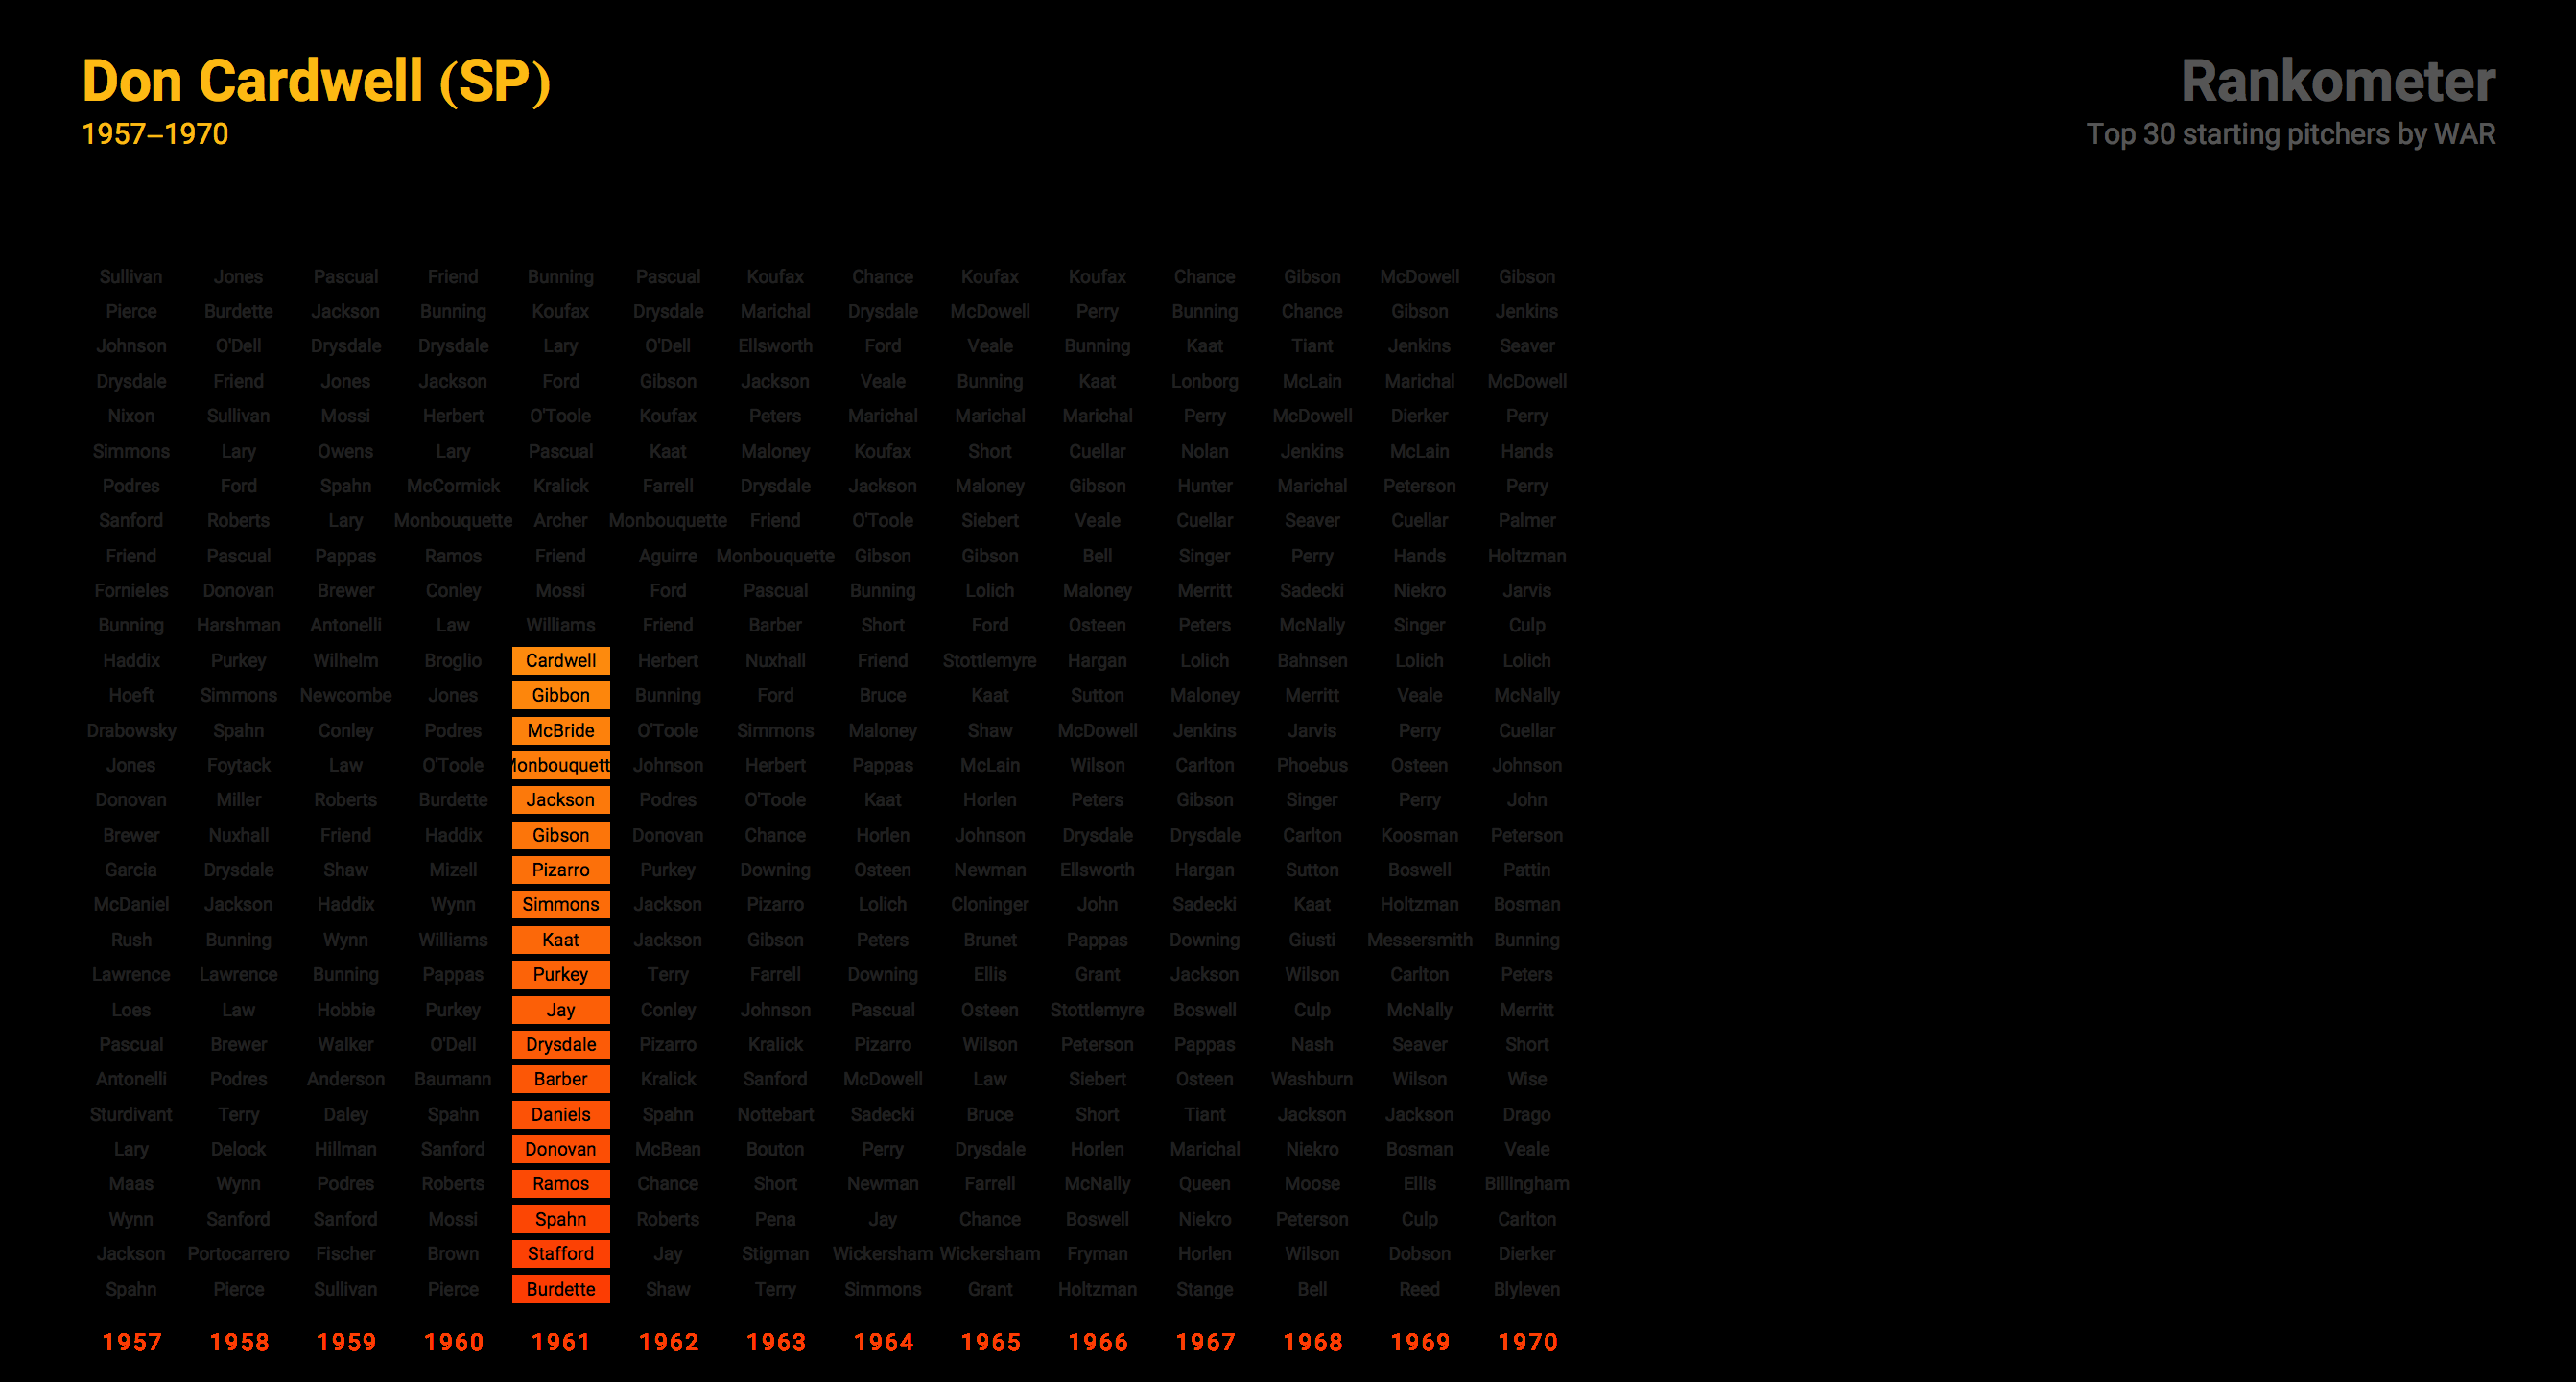 Don Cardwell (SP)
1957–1970
Rankometer
Top 30 starting pitchers by WAR
Sullivan Jones Pascual Friend Bunning Pascual Koufax Chance Koufax Koufax Chance Gibson McDowell Gibson
Pierce Burdette Jackson Bunning Koufax Drysdale Marichal Drysdale McDowell Perry Bunning Chance Gibson Jenkins
Johnson O'Dell Drysdale Drysdale Lary O'Dell Ellsworth Ford Veale Bunning Kaat Tiant Jenkins Seaver
Drysdale Friend Jones Jackson Ford Gibson Jackson Veale Bunning Kaat Lonborg McLain Marichal McDowell
Nixon Sullivan Mossi Herbert O'Toole Koufax Peters Marichal Marichal Marichal Perry McDowell Dierker Perry
Simmons Lary Owens Lary Pascual Kaat Maloney Koufax Short Cuellar Nolan Jenkins McLain Hands
Podres Ford Spahn McCormick Kralick Farrell Drysdale Jackson Maloney Gibson Hunter Marichal Peterson Perry
Sanford Roberts Lary Monbouquette Archer Monbouquette Friend O'Toole Siebert Veale Cuellar Seaver Cuellar Palmer
Friend Pascual Pappas Ramos Friend Aguirre Monbouquette Gibson Gibson Bell Singer Perry Hands Holtzman
Fornieles Donovan Brewer Conley Mossi Ford Pascual Bunning Lolich Maloney Merritt Sadecki Niekro Jarvis
Bunning Harshman Antonelli Law Williams Friend Barber Short Ford Osteen Peters McNally Singer Culp
Haddix Purkey Wilhelm Broglio Cardwell Herbert Nuxhall Friend Stottlemyre Hargan Lolich Bahnsen Lolich Lolich
Hoeft Simmons Newcombe Jones Gibbon Bunning Ford Bruce Kaat Sutton Maloney Merritt Veale McNally
Drabowsky Spahn Conley Podres McBride O'Toole Simmons Maloney Shaw McDowell Jenkins Jarvis Perry Cuellar
Jones Foytack Law O'Toole Monbouquett Johnson Herbert Pappas McLain Wilson Carlton Phoebus Osteen Johnson
Donovan Miller Roberts Burdette Jackson Podres O'Toole Kaat Horlen Peters Gibson Singer Perry John
Brewer Nuxhall Friend Haddix Gibson Donovan Chance Horlen Johnson Drysdale Drysdale Carlton Koosman Peterson
Garcia Drysdale Shaw Mizell Pizarro Purkey Downing Osteen Newman Ellsworth Hargan Sutton Boswell Pattin
McDaniel Jackson Haddix Wynn Simmons Jackson Pizarro Lolich Cloninger John Sadecki Kaat Holtzman Bosman
Rush Bunning Wynn Williams Kaat Jackson Gibson Peters Brunet Pappas Downing Giusti Messersmith Bunning
Lawrence Lawrence Bunning Pappas Purkey Terry Farrell Downing Ellis Grant Jackson Wilson Carlton Peters
Loes Law Hobbie Purkey Jay Conley Johnson Pascual Osteen Stottlemyre Boswell Culp McNally Merritt
Pascual Brewer Walker O'Dell Drysdale Pizarro Kralick Pizarro Wilson Peterson Pappas Nash Seaver Short
Antonelli Podres Anderson Baumann Barber Kralick Sanford McDowell Law Siebert Osteen Washburn Wilson Wise
Sturdivant Terry Daley Spahn Daniels Spahn Nottebart Sadecki Bruce Short Tiant Jackson Jackson Drago
Lary Delock Hillman Sanford Donovan McBean Bouton Perry Drysdale Horlen Marichal Niekro Bosman Veale
Maas Wynn Podres Roberts Ramos Chance Short Newman Farrell McNally Queen Moose Ellis Billingham
Wynn Sanford Sanford Mossi Spahn Roberts Pena Jay Chance Boswell Niekro Peterson Culp Carlton
Jackson Portocarrero Fischer Brown Stafford Jay Stigman Wickersham Wickersham Fryman Horlen Wilson Dobson Dierker
Spahn Pierce Sullivan Pierce Burdette Shaw Terry Simmons Grant Holtzman Stange Bell Reed Blyleven
1957 1958 1959 1960 1961 1962 1963 1964 1965 1966 1967 1968 1969 1970